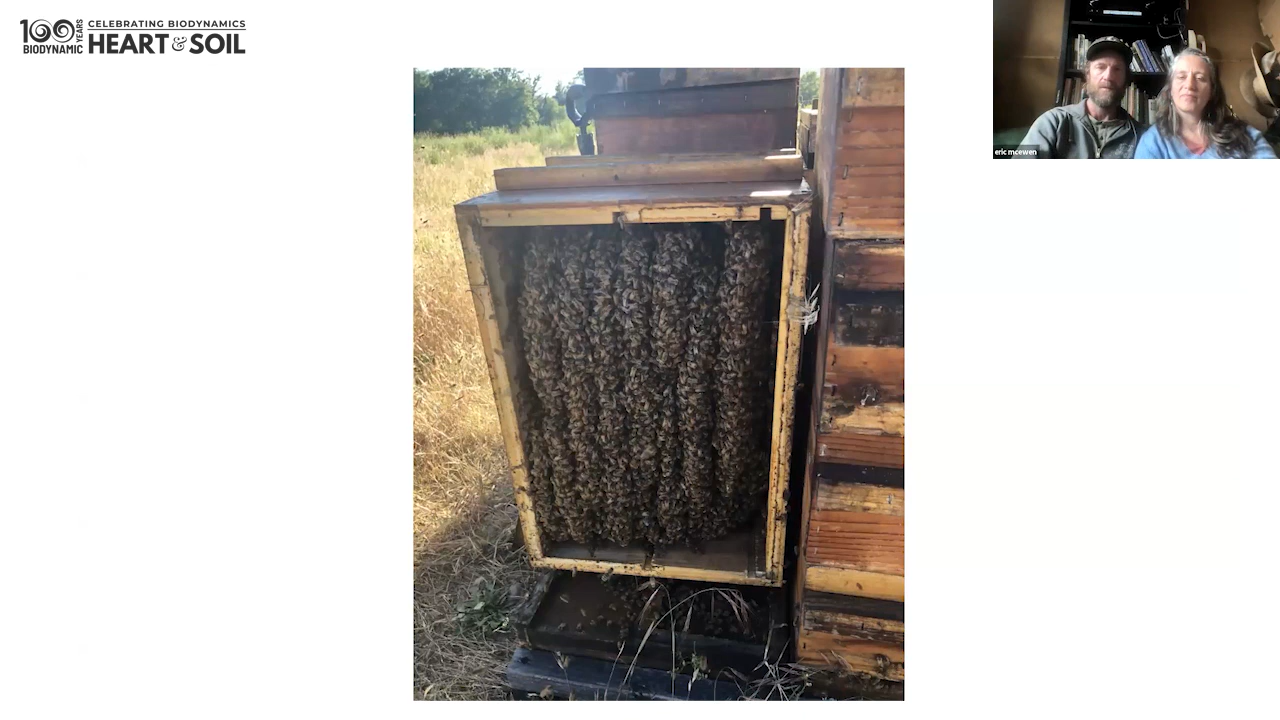 100 YEARS
BIODYNAMIC
CELEBRATING BIODYNAMICS
HEART & SOIL
eric mcewen